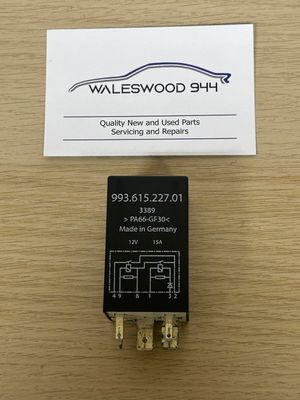 WALESWOOD 944
Quality New and Used Parts
Servicing and Repairs
993.615.227.01
3389
> PA66-GF30<
Made in Germany
12V 15A
4 9 8 1 3 2